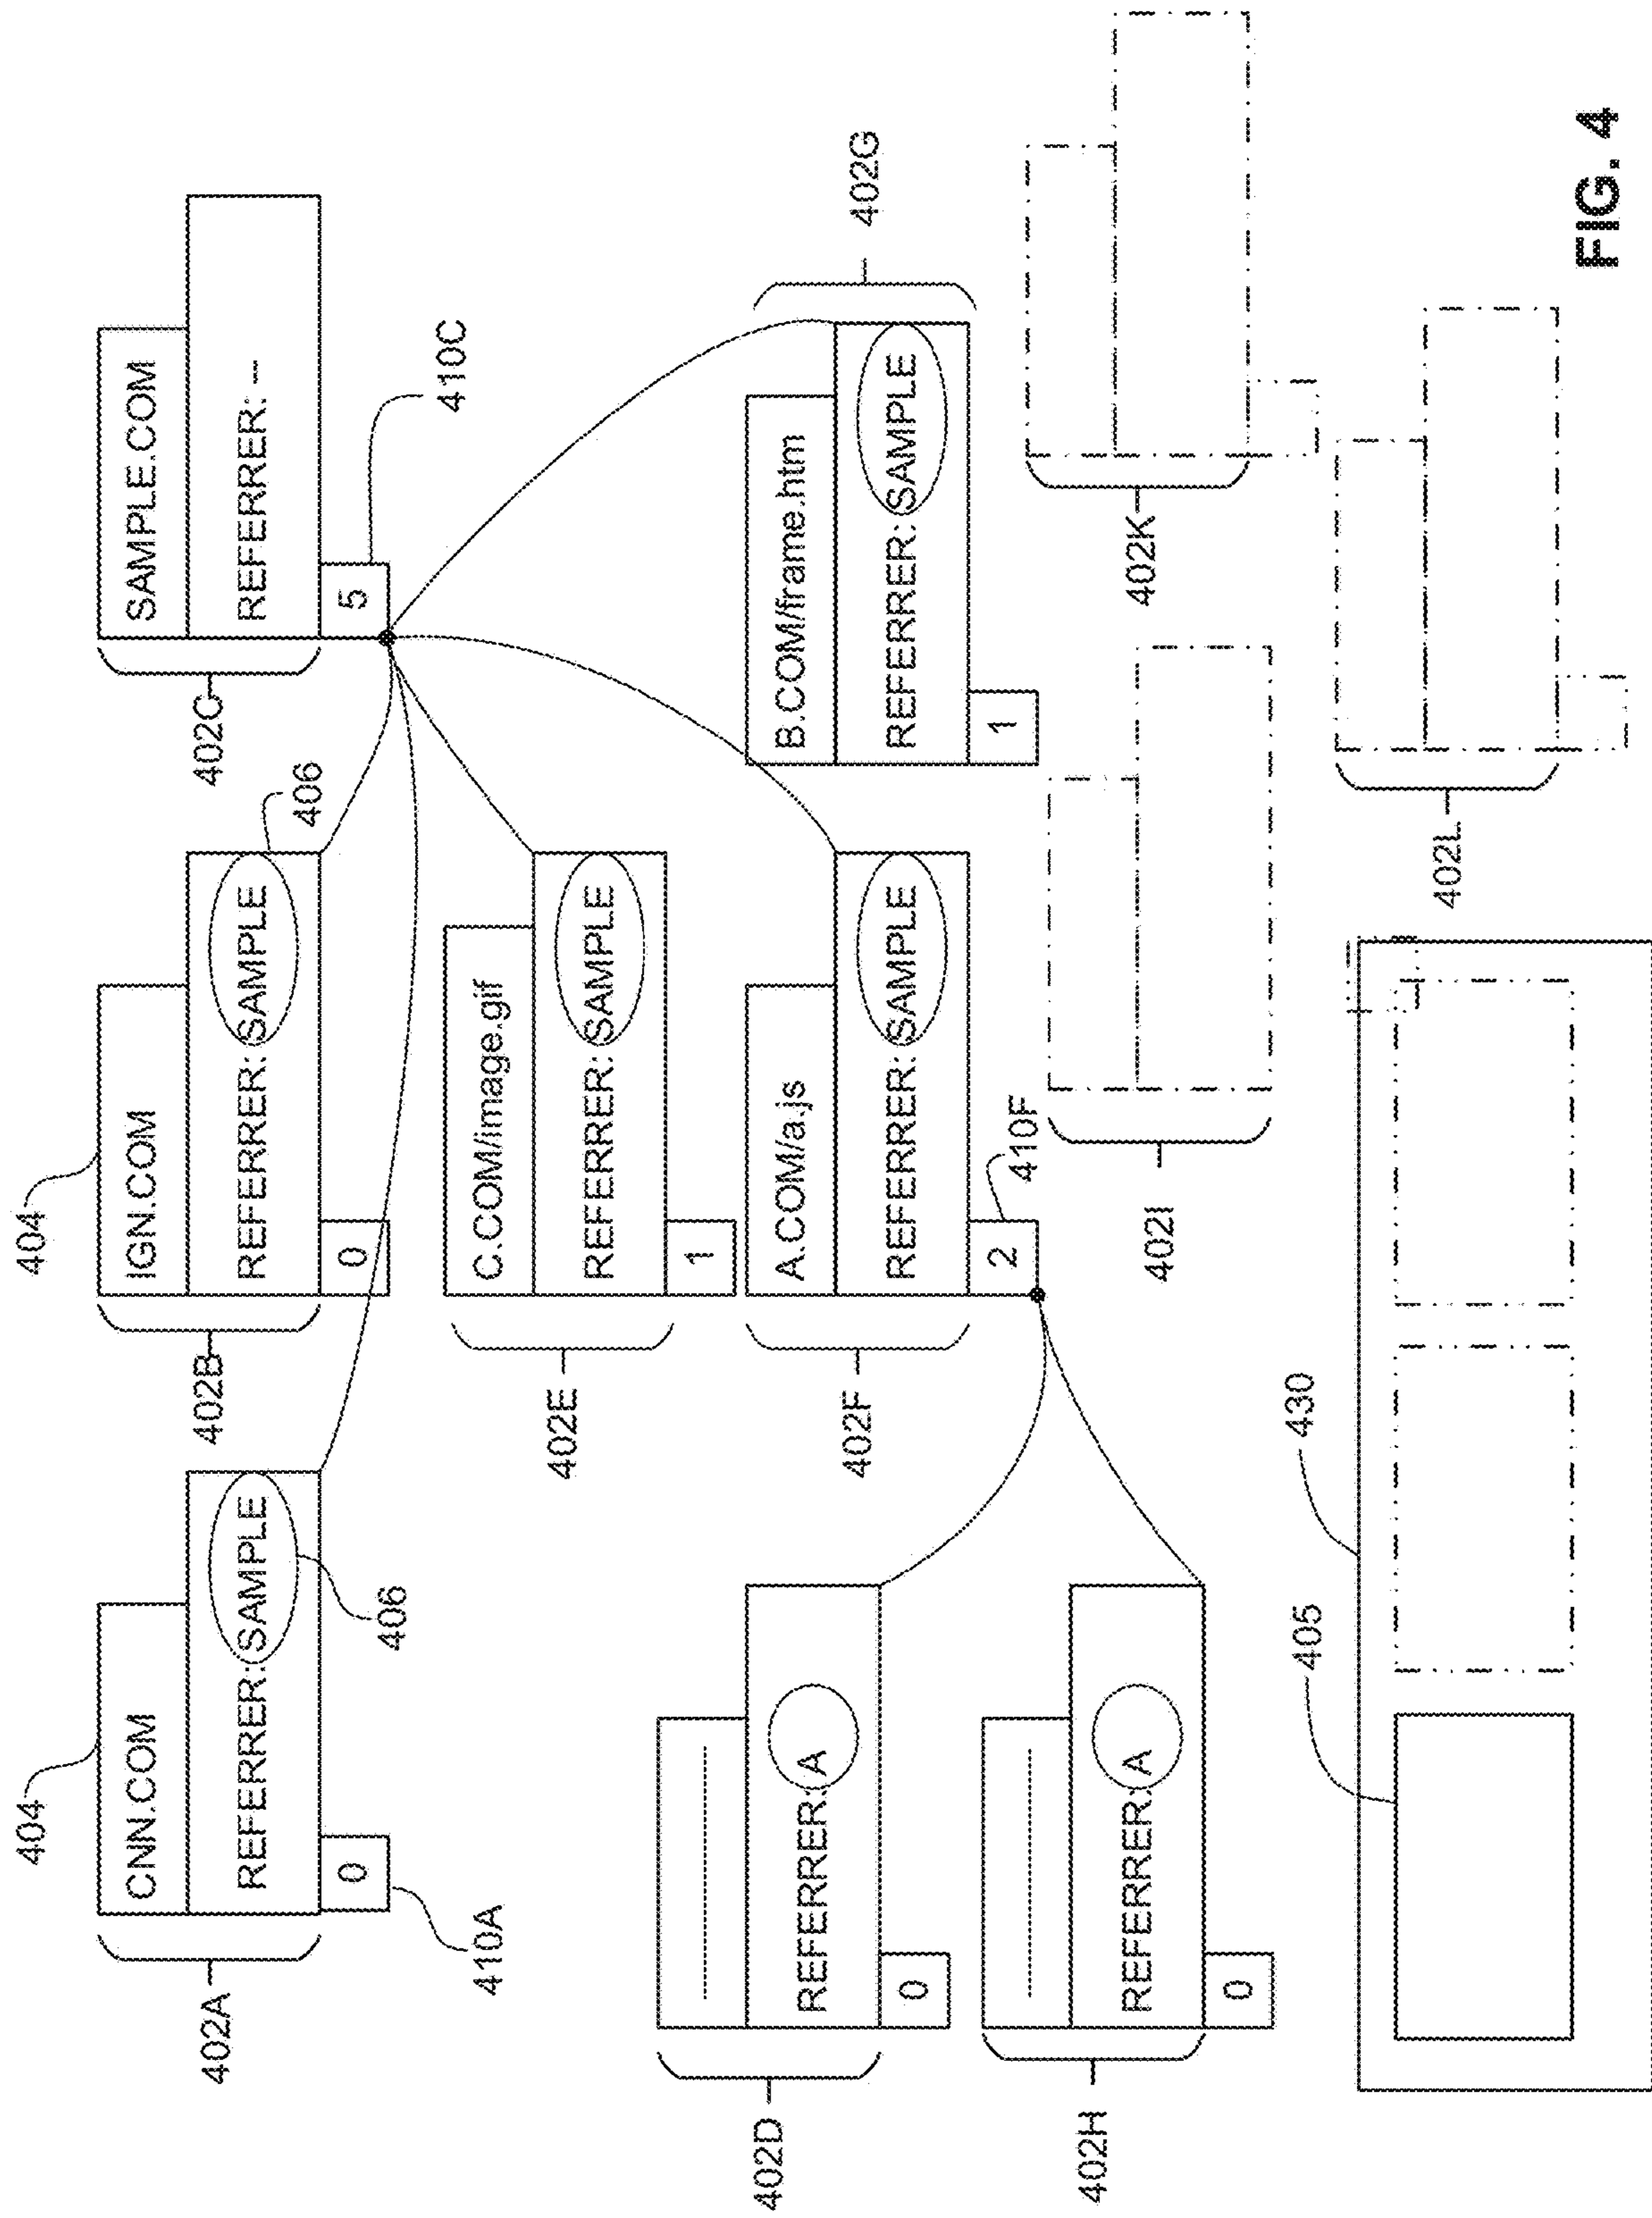 404
404
CNN.COM
IGN.COM
SAMPLE.COM
402A
REFERRER: SAMPLE
402B
REFERRER: SAMPLE
402C
REFERRER: –
0
0
5
410A
406
406
410C
C.COM/image.gif
402E
REFERRER: SAMPLE
1
402D
REFERRER: A
0
A.COM/a.js
B.COM/frame.htm
402F
REFERRER: SAMPLE
REFERRER: SAMPLE
402G
2
1
410F
402H
REFERRER: A
0
402I
402K
430
405
402L
FIG. 4